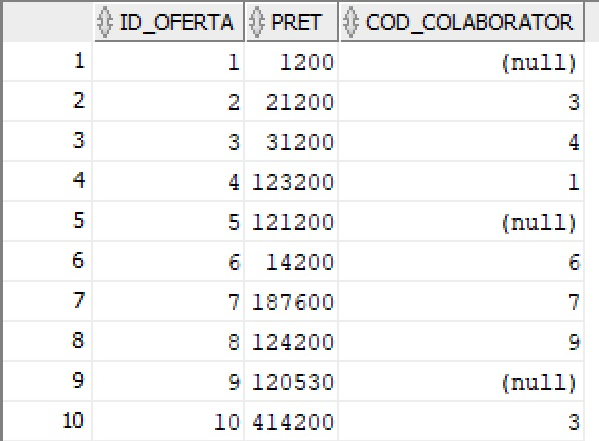 ID_OFERTA PRET COD_COLABORATOR
1 1 1200 (null)
2 2 21200 3
3 3 31200 4
4 4 123200 1
5 5 121200 (null)
6 6 14200 6
7 7 187600 7
8 8 124200 9
9 9 120530 (null)
10 10 414200 3